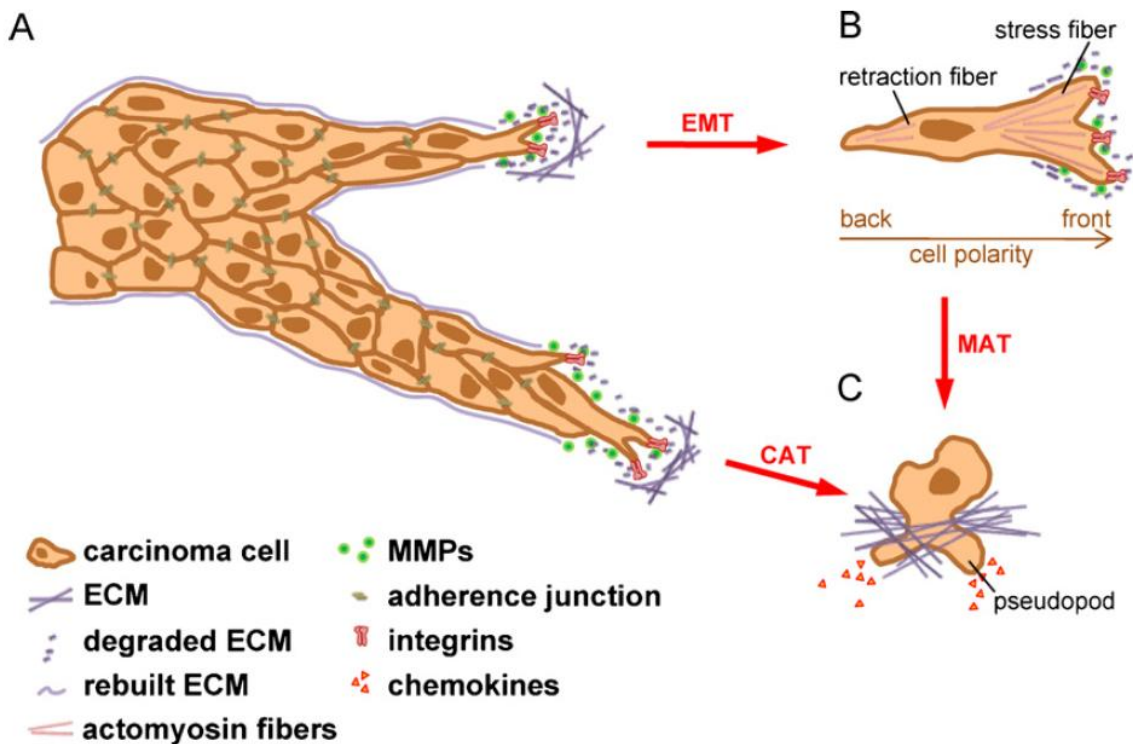 A
B
stress fiber
retraction fiber
EMT
back
front
cell polarity
MAT
C
CAT
pseudopod
carcinoma cell
ECM
degraded ECM
rebuilt ECM
actomyosin fibers
MMPs
adherence junction
integrins
chemokines